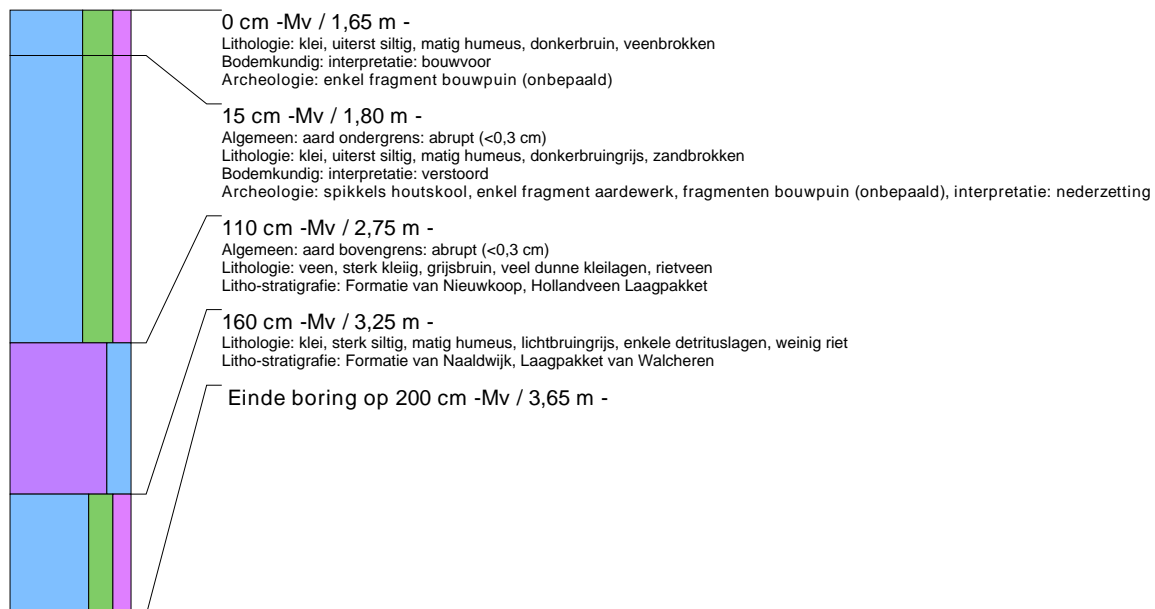 0 cm -Mv / 1,65 m -
Lithologie: klei, uiterst siltig, matig humeus, donkerbruin, veenbrokken
Bodemkundig: interpretatie: bouwvoor
Archeologie: enkel fragment bouwpuin (onbepaald)
15 cm -Mv / 1,80 m -
Algemeen: aard ondergrens: abrupt (<0,3 cm)
Lithologie: klei, uiterst siltig, matig humeus, donkerbruingrijs, zandbrokken
Bodemkundig: interpretatie: verstoord
Archeologie: spikkels houtskool, enkel fragment aardewerk, fragmenten bouwpuin (onbepaald), interpretatie: nederzetting
110 cm -Mv / 2,75 m -
Algemeen: aard bovengrens: abrupt (<0,3 cm)
Lithologie: veen, sterk kleiig, grijsbruin, veel dunne kleilagen, rietveen
Litho-stratigrafie: Formatie van Nieuwkoop, Hollandveen Laagpakket
160 cm -Mv / 3,25 m -
Lithologie: klei, sterk siltig, matig humeus, lichtbruingrijs, enkele detrituslagen, weinig riet
Litho-stratigrafie: Formatie van Naaldwijk, Laagpakket van Walcheren
Einde boring op 200 cm -Mv / 3,65 m -